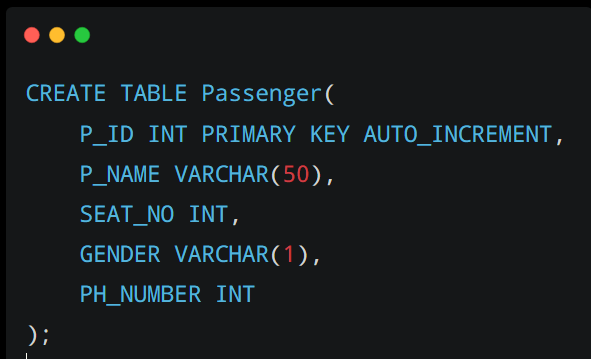 CREATE TABLE Passenger(
    P_ID INT PRIMARY KEY AUTO_INCREMENT,
    P_NAME VARCHAR(50),
    SEAT_NO INT,
    GENDER VARCHAR(1),
    PH_NUMBER INT
);